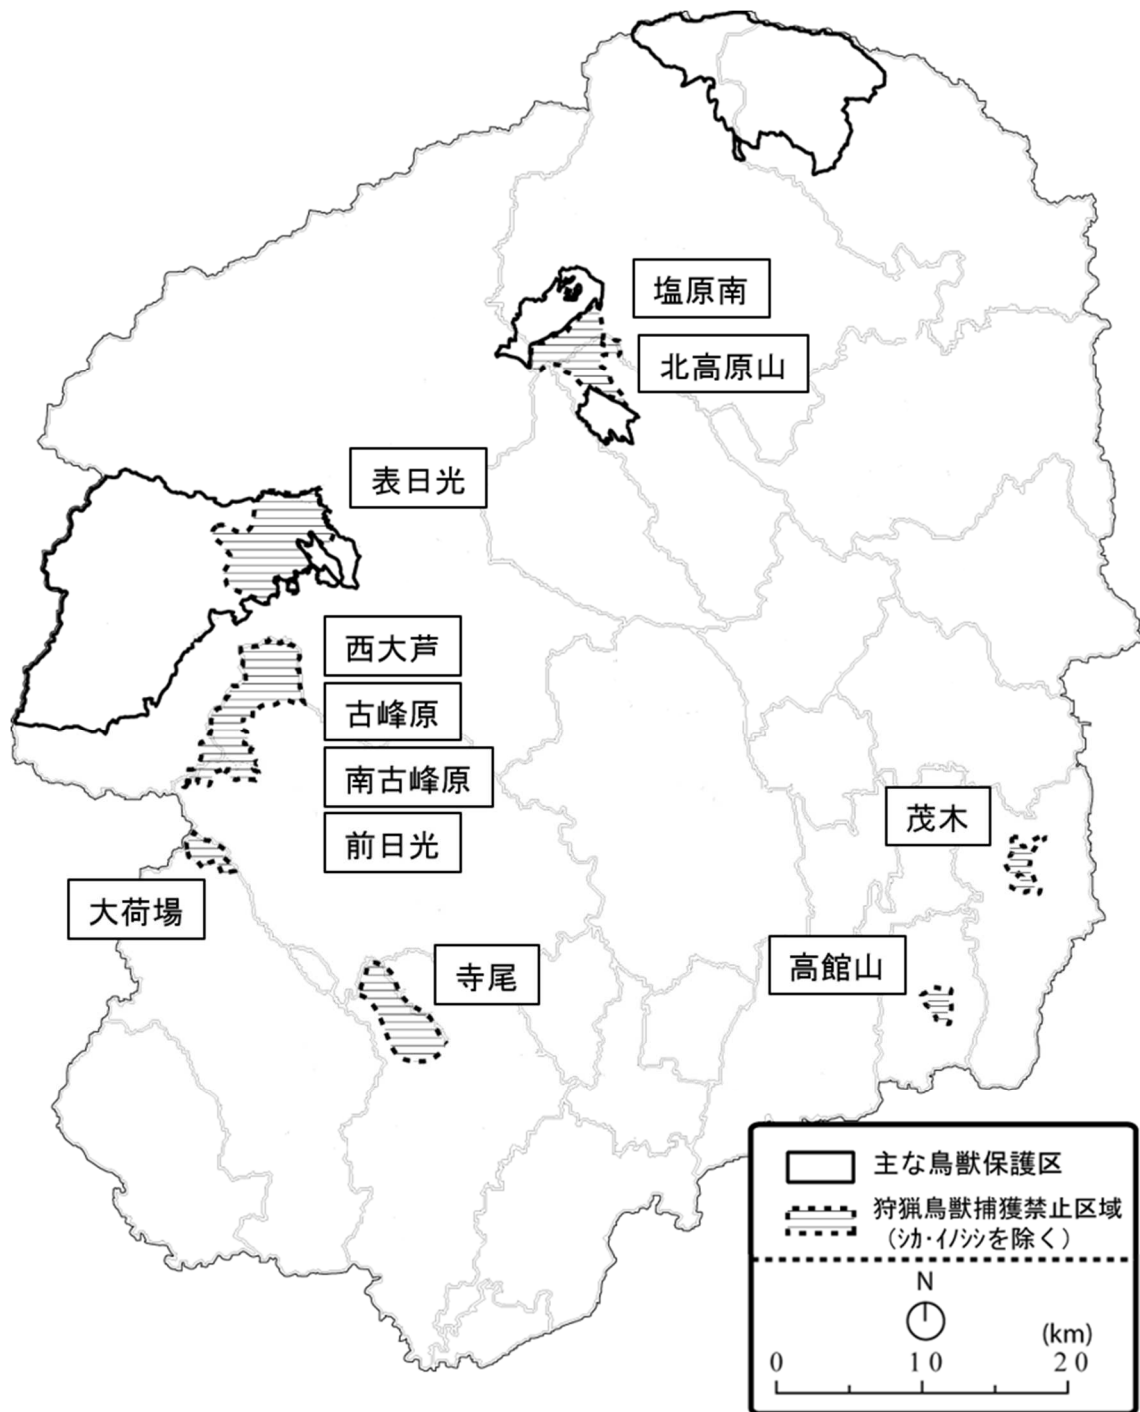 塩原南
北高原山
表日光
西大芦
古峰原
南古峰原
前日光
茂木
大荷場
高館山
寺尾
主な鳥獣保護区
狩猟鳥獣捕獲禁止区域
（ｼｶ・ｲﾉｼｼを除く）
N
(km)
0 10 20